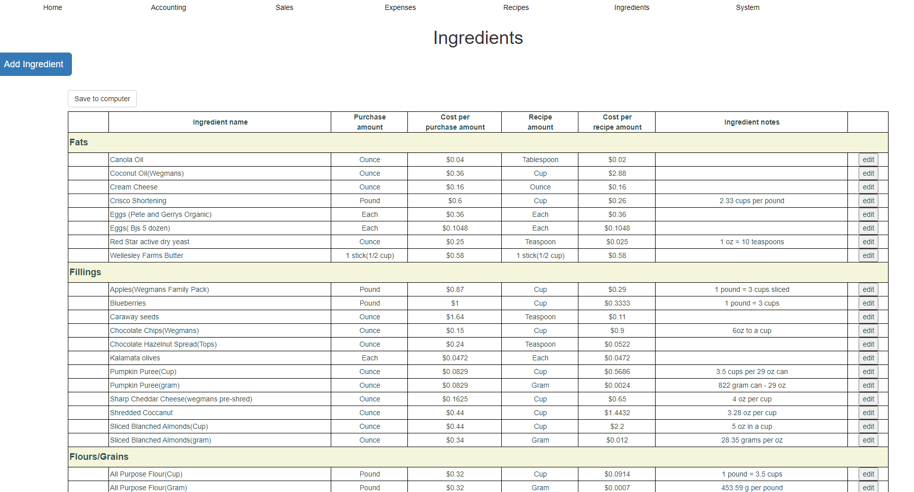 Home Accounting Sales Expenses Recipes Ingredients System
Ingredients
Add Ingredient
Save to computer
Ingredient name Purchase amount Cost per purchase amount Recipe amount Cost per recipe amount Ingredient notes
Fats
Canola Oil Ounce $0.04 Tablespoon $0.02 edit
Coconut Oil(Wegmans) Ounce $0.36 Cup $2.88 edit
Cream Cheese Ounce $0.16 Ounce $0.16 edit
Crisco Shortening Pound $0.6 Cup $0.26 2.33 cups per pound edit
Eggs (Pete and Gerrys Organic) Each $0.36 Each $0.36 edit
Eggs( Bjs 5 dozen) Each $0.1048 Each $0.1048 edit
Red Star active dry yeast Ounce $0.25 Teaspoon $0.025 1 oz = 10 teaspoons edit
Wellesley Farms Butter 1 stick(1/2 cup) $0.58 1 stick(1/2 cup) $0.58 edit
Fillings
Apples(Wegmans Family Pack) Pound $0.87 Cup $0.29 1 pound = 3 cups sliced edit
Blueberries Pound $1 Cup $0.3333 1 pound = 3 cups edit
Caraway seeds Ounce $1.64 Teaspoon $0.11 edit
Chocolate Chips(Wegmans) Ounce $0.15 Cup $0.9 6oz to a cup edit
Chocolate Hazelnut Spread(Tops) Ounce $0.24 Teaspoon $0.0522 edit
Kalamata olives Each $0.0472 Each $0.0472 edit
Pumpkin Puree(Cup) Ounce $0.0829 Cup $0.5686 3.5 cups per 29 oz can edit
Pumpkin Puree(gram) Ounce $0.0829 Gram $0.0024 822 gram can - 29 oz edit
Sharp Cheddar Cheese(wegmans pre-shred) Ounce $0.1625 Cup $0.65 4 oz per cup edit
Shredded Coccanut Ounce $0.44 Cup $1.4432 3.28 oz per cup edit
Sliced Blanched Almonds(Cup) Ounce $0.44 Cup $2.2 5 oz in a cup edit
Sliced Blanched Almonds(gram) Ounce $0.34 Gram $0.012 28.35 grams per oz edit
Flours/Grains
All Purpose Flour(Cup) Pound $0.32 Cup $0.0914 1 pound = 3.5 cups edit
All Purpose Flour(Gram) Pound $0.32 Gram $0.0007 453.59 g per pound edit